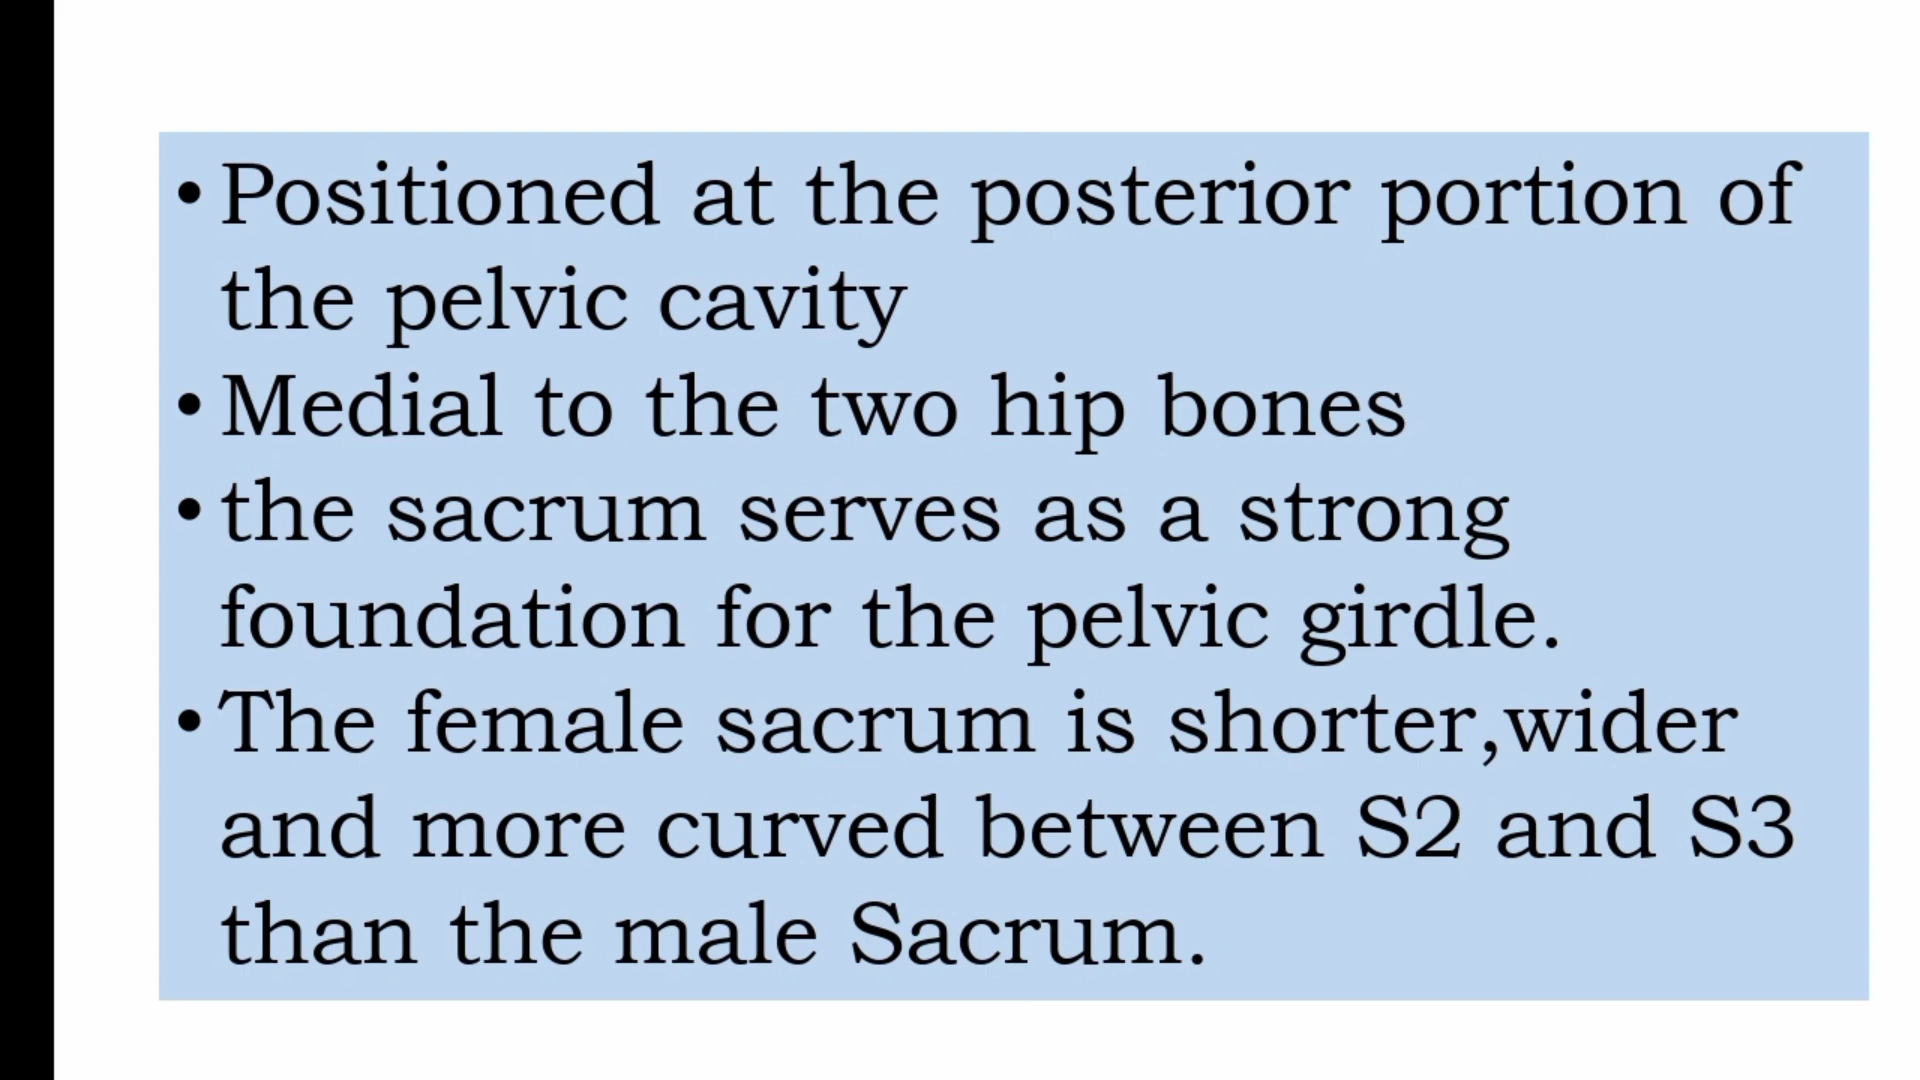 • Positioned at the posterior portion of
the pelvic cavity
• Medial to the two hip bones
• the sacrum serves as a strong
foundation for the pelvic girdle.
• The female sacrum is shorter,wider
and more curved between S2 and S3
than the male Sacrum.